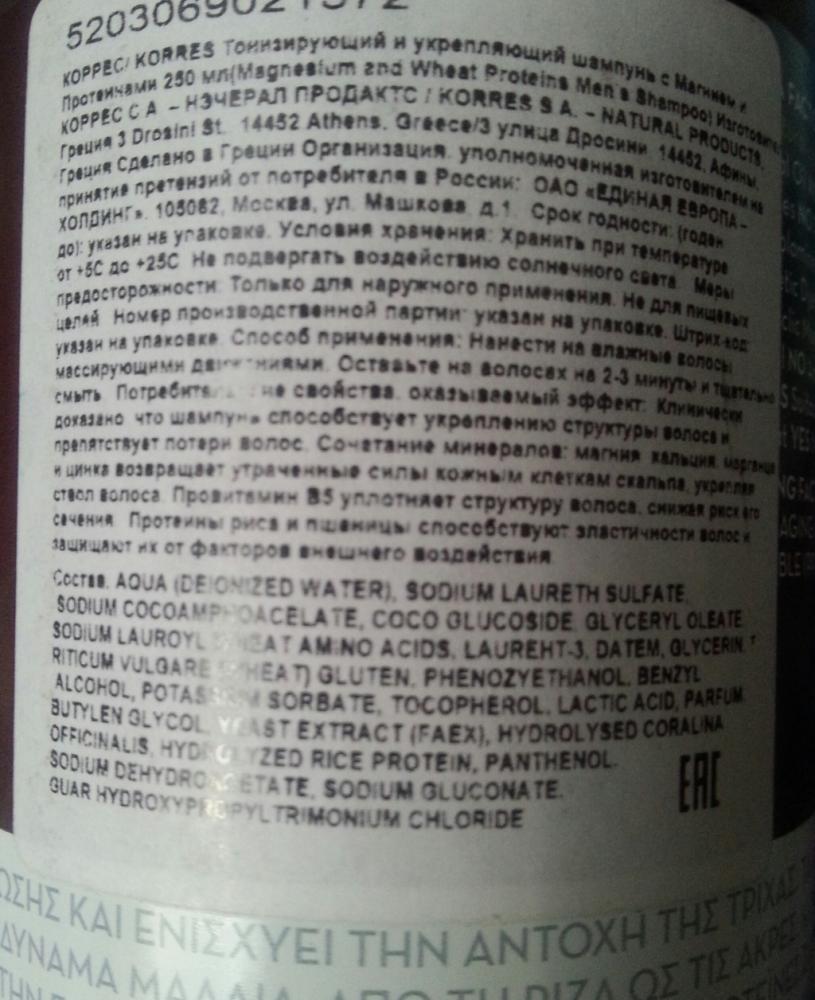 КОРРЕС/ KORRES Тонизирующий и укрепляющий шампунь с Магнием и
Протеинами 250 мл(Magnesium and Wheat Proteins Men's Shampoo) Изготовитель
КОРРЕС С А – НЭЧЕРАЛ ПРОДАКТС / KORRES S A. – NATURAL PRODUCTS,
Греция 3 Drosini St. 14452 Athens, Greece/3 улица Дросини 14452, Афины,
Греция Сделано в Греции Организация, уполномоченная изготовителем на
принятие претензий от потребителя в России: ОАО «ЕДИНАЯ ЕВРОПА –
ХОЛДИНГ», 105082, Москва, ул. Машкова д.1. Срок годности: (годен
до): указан на упаковке. Условия хранения: Хранить при температуре
от +5С до +25С Не подвергать воздействию солнечного света. Меры
предосторожности: Только для наружного применения. Не для пищевых
целей Номер производственной партии: указан на упаковке. Штрих-код:
указан на упаковке. Способ применения: Нанести на влажные волосы
массирующими движениями. Оставьте на волосах на 2-3 минуты и тщательно
смыть не свойства, оказываемый эффект: Клинически
доказано что шампунь способствует укреплению структуры волоса и
препятствует потери волос. Сочетание минералов: магния кальция, марганца
и цинка возвращает утраченные силы кожным клеткам скальпа, укрепляя
ствол волоса. Провитамин В5 уплотняет структуру волоса, снижая риск его
сечения Протеины риса и пшеницы способствуют эластичности волос и
защищают их от факторов внешнего воздействия
Состав. AQUA (DEIONIZED WATER), SODIUM LAURETH SULFATE,
SODIUM COCOAMPHOACELATE, COCO GLUCOSIDE, GLYCERYL OLEATE
SODIUM LAUROYL WHEAT AMINO ACIDS, LAUREHT-3, DATEM, GLYCERIN, T
RITICUM VULGARE (WHEAT) GLUTEN, PHENOZYETHANOL, BENZYL
ALCOHOL, POTASSIUM SORBATE, TOCOPHEROL, LACTIC ACID, PARFUM
BUTYLEN GLYCOL, YEAST EXTRACT (FAEX), HYDROLYSED CORALINA
OFFICINALIS, HYDROLYZED RICE PROTEIN, PANTHENOL.
SODIUM DEHYDROACETATE, SODIUM GLUCONATE,
GUAR HYDROXYPROPYLTRIMONIUM CHLORIDE
EAC
ΚΑΙ ΕΝΙΣΧΥΕΙ ΤΗΝ ΑΝΤΟΧΗ ΤΗΣ ΤΡΙΧΑΣ
ΔΥΝΑΜΑ ΜΑΛΛΙΑ, ΑΠΟ ΤΗ ΡΙΖΑ ΩΣ ΤΙΣ ΑΚΡΕΣ